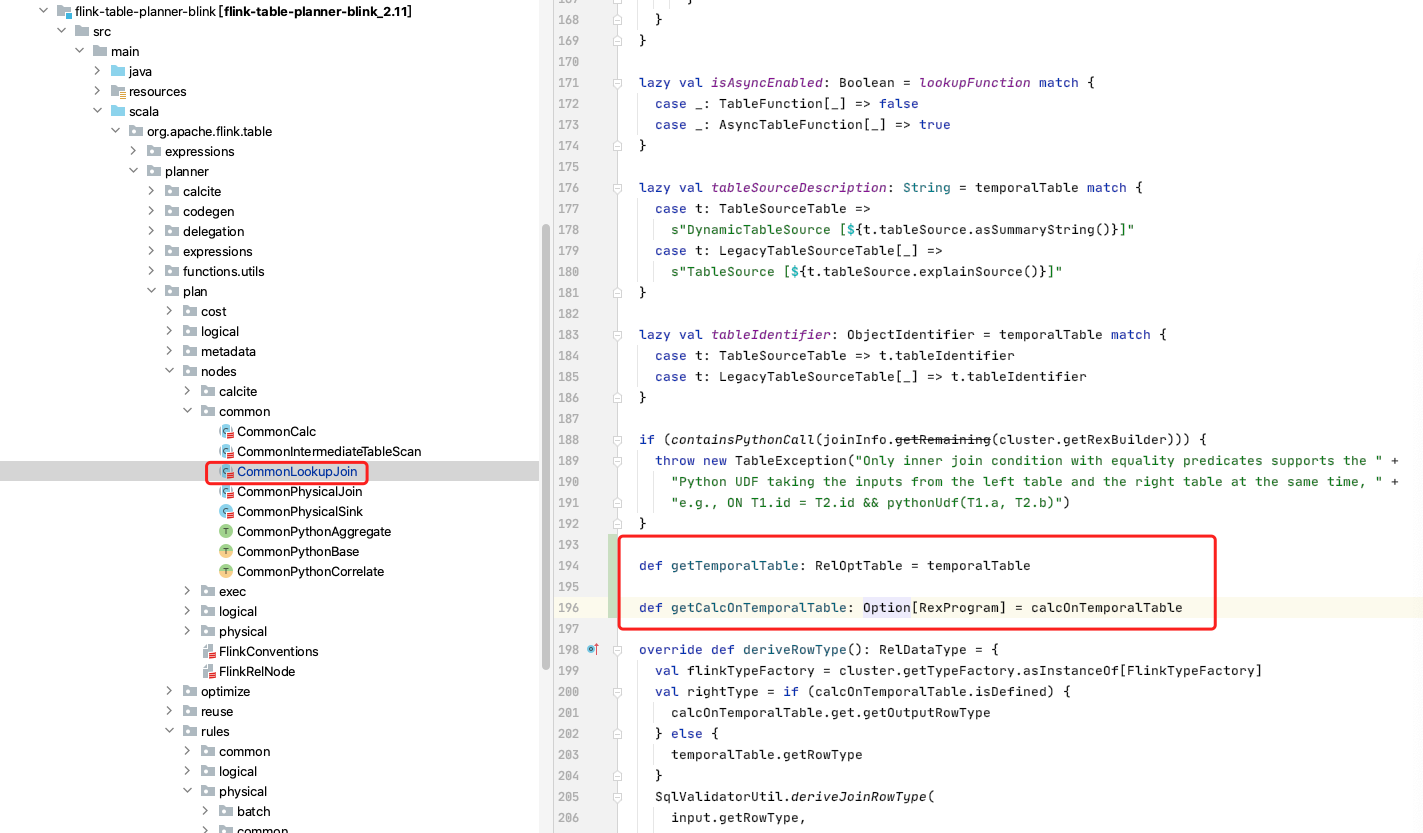 flink-table-planner-blink [flink-table-planner-blink_2.11]
src
main
java
resources
scala
org.apache.flink.table
expressions
planner
calcite
codegen
delegation
expressions
functions.utils
plan
cost
logical
metadata
nodes
calcite
common
CommonCalc
CommonIntermediateTableScan
CommonLookupJoin
CommonPhysicalJoin
CommonPhysicalSink
CommonPythonAggregate
CommonPythonBase
CommonPythonCorrelate
exec
logical
physical
FlinkConventions
FlinkRelNode
optimize
reuse
rules
common
logical
physical
batch
common
167 }
168 }
169 }
170
171 lazy val isAsyncEnabled: Boolean = lookupFunction match {
172 case _: TableFunction[_] => false
173 case _: AsyncTableFunction[_] => true
174 }
175
176 lazy val tableSourceDescription: String = temporalTable match {
177 case t: TableSourceTable =>
178 s"DynamicTableSource [${t.tableSource.asSummaryString()}]"
179 case t: LegacyTableSourceTable[_] =>
180 s"TableSource [${t.tableSource.explainSource()}]"
181 }
182
183 lazy val tableIdentifier: ObjectIdentifier = temporalTable match {
184 case t: TableSourceTable => t.tableIdentifier
185 case t: LegacyTableSourceTable[_] => t.tableIdentifier
186 }
187
188 if (containsPythonCall(joinInfo.getRemaining(cluster.getRexBuilder))) {
189 throw new TableException("Only inner join condition with equality predicates supports the " +
190 "Python UDF taking the inputs from the left table and the right table at the same time, " +
191 "e.g., ON T1.id = T2.id && pythonUdf(T1.a, T2.b)")
192 }
193
194 def getTemporalTable: RelOptTable = temporalTable
195
196 def getCalcOnTemporalTable: Option[RexProgram] = calcOnTemporalTable
197
198 override def deriveRowType(): RelDataType = {
199 val flinkTypeFactory = cluster.getTypeFactory.asInstanceOf[FlinkTypeFactory]
200 val rightType = if (calcOnTemporalTable.isDefined) {
201 calcOnTemporalTable.get.getOutputRowType
202 } else {
203 temporalTable.getRowType
204 }
205 SqlValidatorUtil.deriveJoinRowType(
206 input.getRowType,